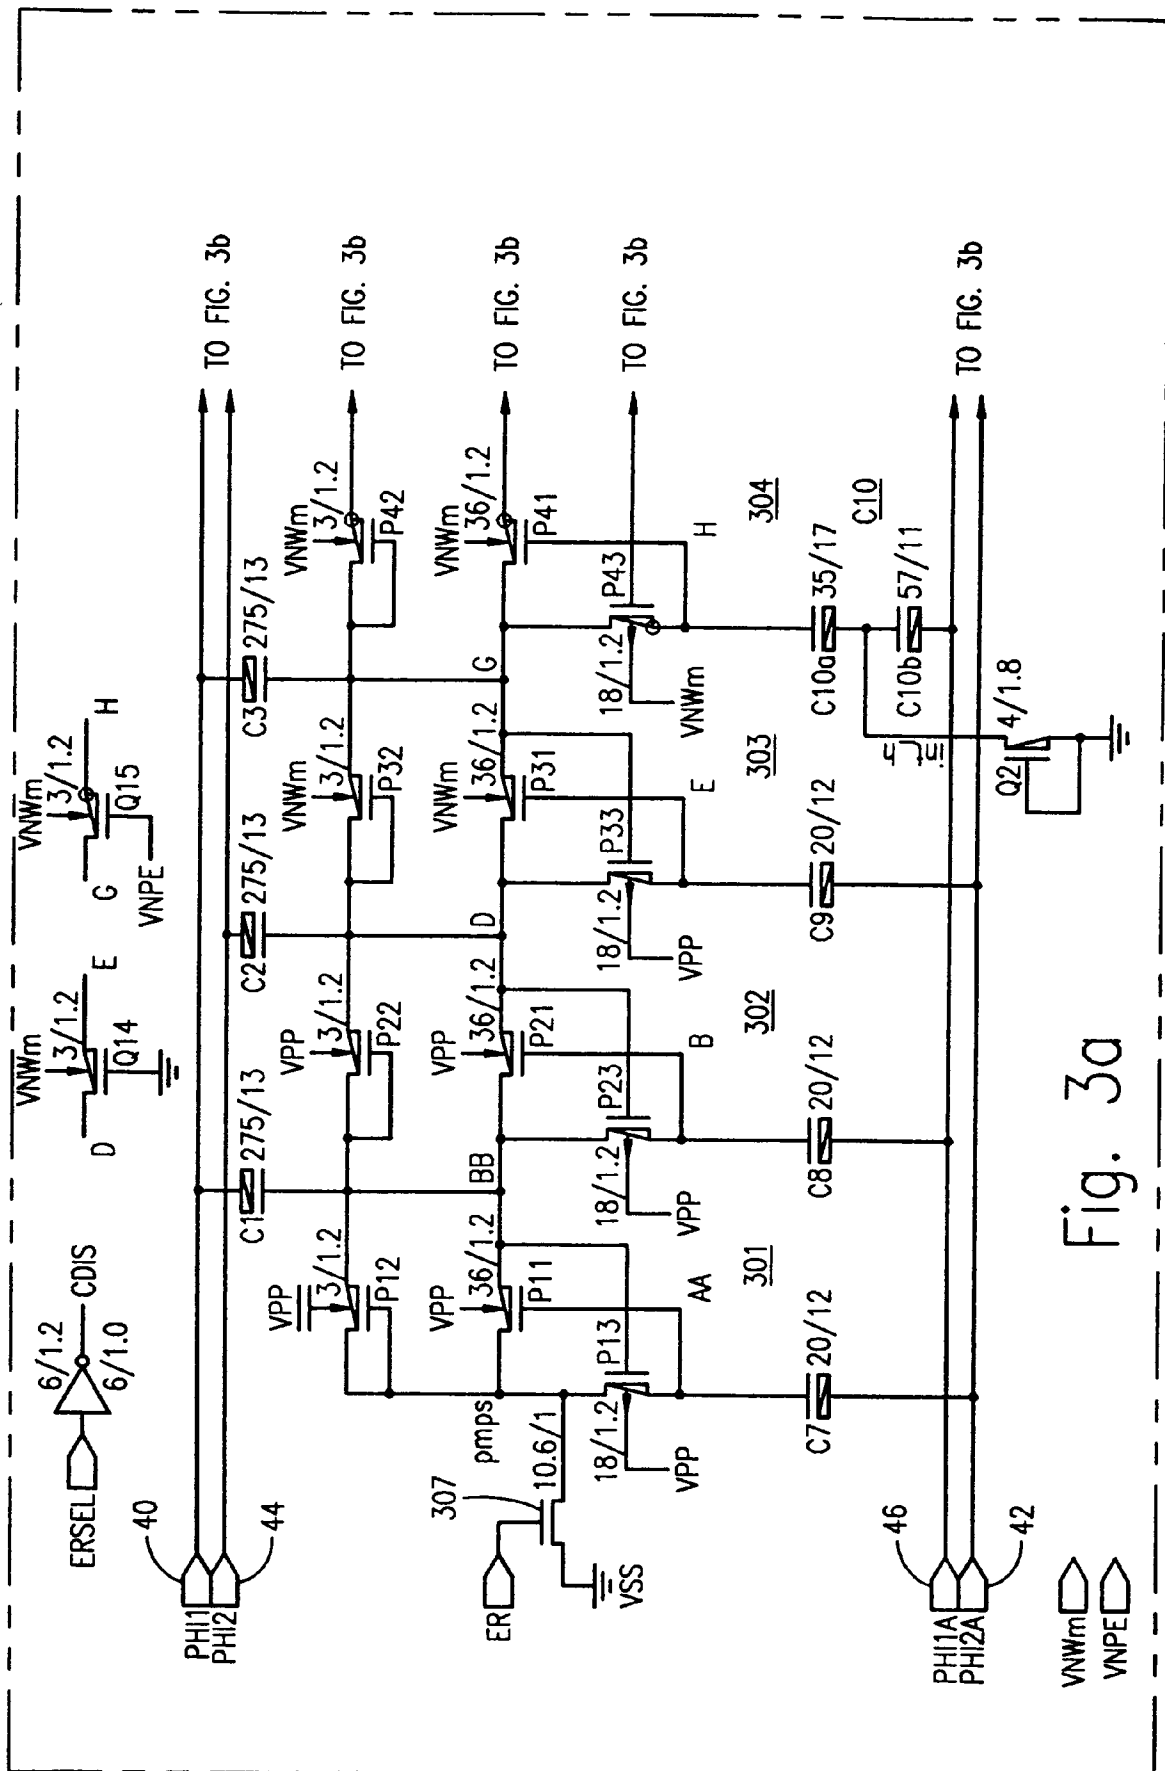 ERSEL
6/1.2
6/1.0
CDIS
VNWm
3/1.2
D
E
Q14
VNWm
3/1.2
G
H
Q15
VNPE
40
PHI1
PHI2
44
TO FIG. 3b
C1
275/13
C2
275/13
C3
275/13
VPP
3/1.2
P12
VPP
3/1.2
P22
VNWm
3/1.2
P32
VNWm
3/1.2
P42
TO FIG. 3b
pmps
VPP
36/1.2
P11
BB
VPP
36/1.2
P21
D
VNWm
36/1.2
P31
G
VNWm
36/1.2
P41
TO FIG. 3b
307
ER
VSS
10.6/1
18/1.2
P13
VPP
AA
18/1.2
P23
VPP
B
18/1.2
P33
VPP
E
18/1.2
P43
VNWm
H
TO FIG. 3b
301
302
303
304
C7
20/12
C8
20/12
C9
20/12
C10a
35/17
C10
C10b
57/11
int_h
Q2
4/1.8
46
PHI1A
PHI2A
42
TO FIG. 3b
VNWm
VNPE
Fig. 3a